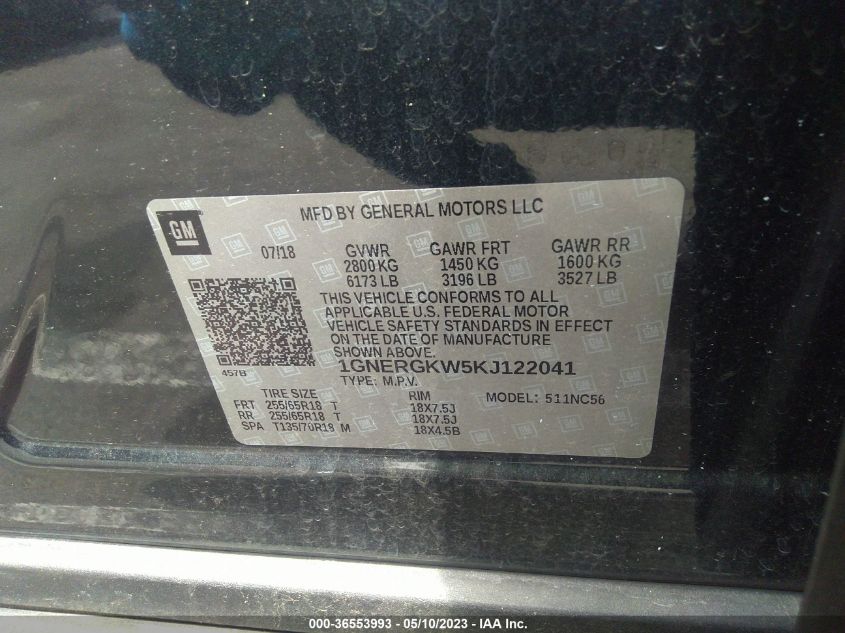 GM
MFD BY GENERAL MOTORS LLC
07/18 GVWR GAWR FRT GAWR RR
2800 KG 1450 KG 1600 KG
6173 LB 3196 LB 3527 LB
THIS VEHICLE CONFORMS TO ALL
APPLICABLE U.S. FEDERAL MOTOR
VEHICLE SAFETY STANDARDS IN EFFECT
ON THE DATE OF MANUFACTURE
SHOWN ABOVE.
457B
1GNERGKW5KJ122041
TYPE: M.P.V.
TIRE SIZE RIM MODEL: 511NC56
FRT 255/65R18 T 18X7.5J
RR 255/65R18 T 18X7.5J
SPA T135/70R18 M 18X4.5B
000-36553993 — 05/10/2023 — IAA Inc.